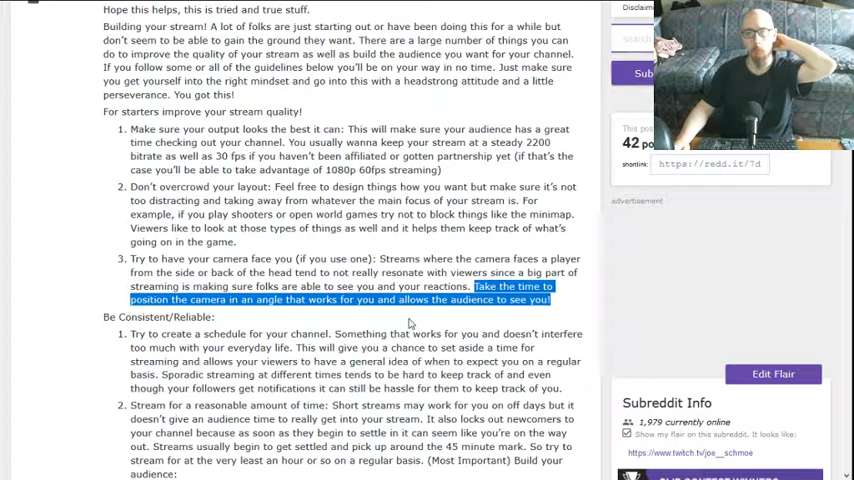 Hope this helps, this is tried and true stuff.
Building your stream! A lot of folks are just starting out or have been doing this for a while but
don't seem to be able to gain the ground they want. There are a large number of things you can
do to improve the quality of your stream as well as build the audience you want for your channel.
If you follow some or all of the guidelines below you'll be on your way in no time. Just make sure
you get yourself into the right mindset and go into this with a headstrong attitude and a little
perseverance. You got this!
For starters improve your stream quality!
1. Make sure your output looks the best it can: This will make sure your audience has a great
time checking out your channel. You usually wanna keep your stream at a steady 2200
bitrate as well as 30 fps if you haven't been affiliated or gotten partnership yet (if that's the
case you'll be able to take advantage of 1080p 60fps streaming)
2. Don't overcrowd your layout: Feel free to design things how you want but make sure it's not
too distracting and taking away from whatever the main focus of your stream is. For
example, if you play shooters or open world games try not to block things like the minimap.
Viewers like to look at those types of things as well and it helps them keep track of what's
going on in the game.
3. Try to have your camera face you (if you use one): Streams where the camera faces a player
from the side or back of the head tend to not really resonate with viewers since a big part of
streaming is making sure folks are able to see you and your reactions. Take the time to
position the camera in an angle that works for you and allows the audience to see you!
Be Consistent/Reliable:
1. Try to create a schedule for your channel. Something that works for you and doesn't interfere
too much with your everyday life. This will give you a chance to set aside a time for
streaming and allows your viewers to have a general idea of when to expect you on a regular
basis. Sporadic streaming at different times tends to be hard to keep track of and even
though your followers get notifications it can still be hassle for them to keep track of you.
2. Stream for a reasonable amount of time: Short streams may work for you on off days but it
doesn't give an audience time to really get into your stream. It also locks out newcomers to
your channel because as soon as they begin to settle in it can seem like you're on the way
out. Streams usually begin to get settled and pick up around the 45 minute mark. So try to
stream for at the very least an hour or so on a regular basis. (Most Important) Build your
audience:
Disclaime
search
Sub
This pos
42 po
shortlink: https://redd.it/7d
advertisement
Edit Flair
Subreddit Info
1,979 currently online
Show my flair on this subreddit. It looks like:
https://www.twitch.tv/joe__schmoe
CLIP CONTEST WINNERS